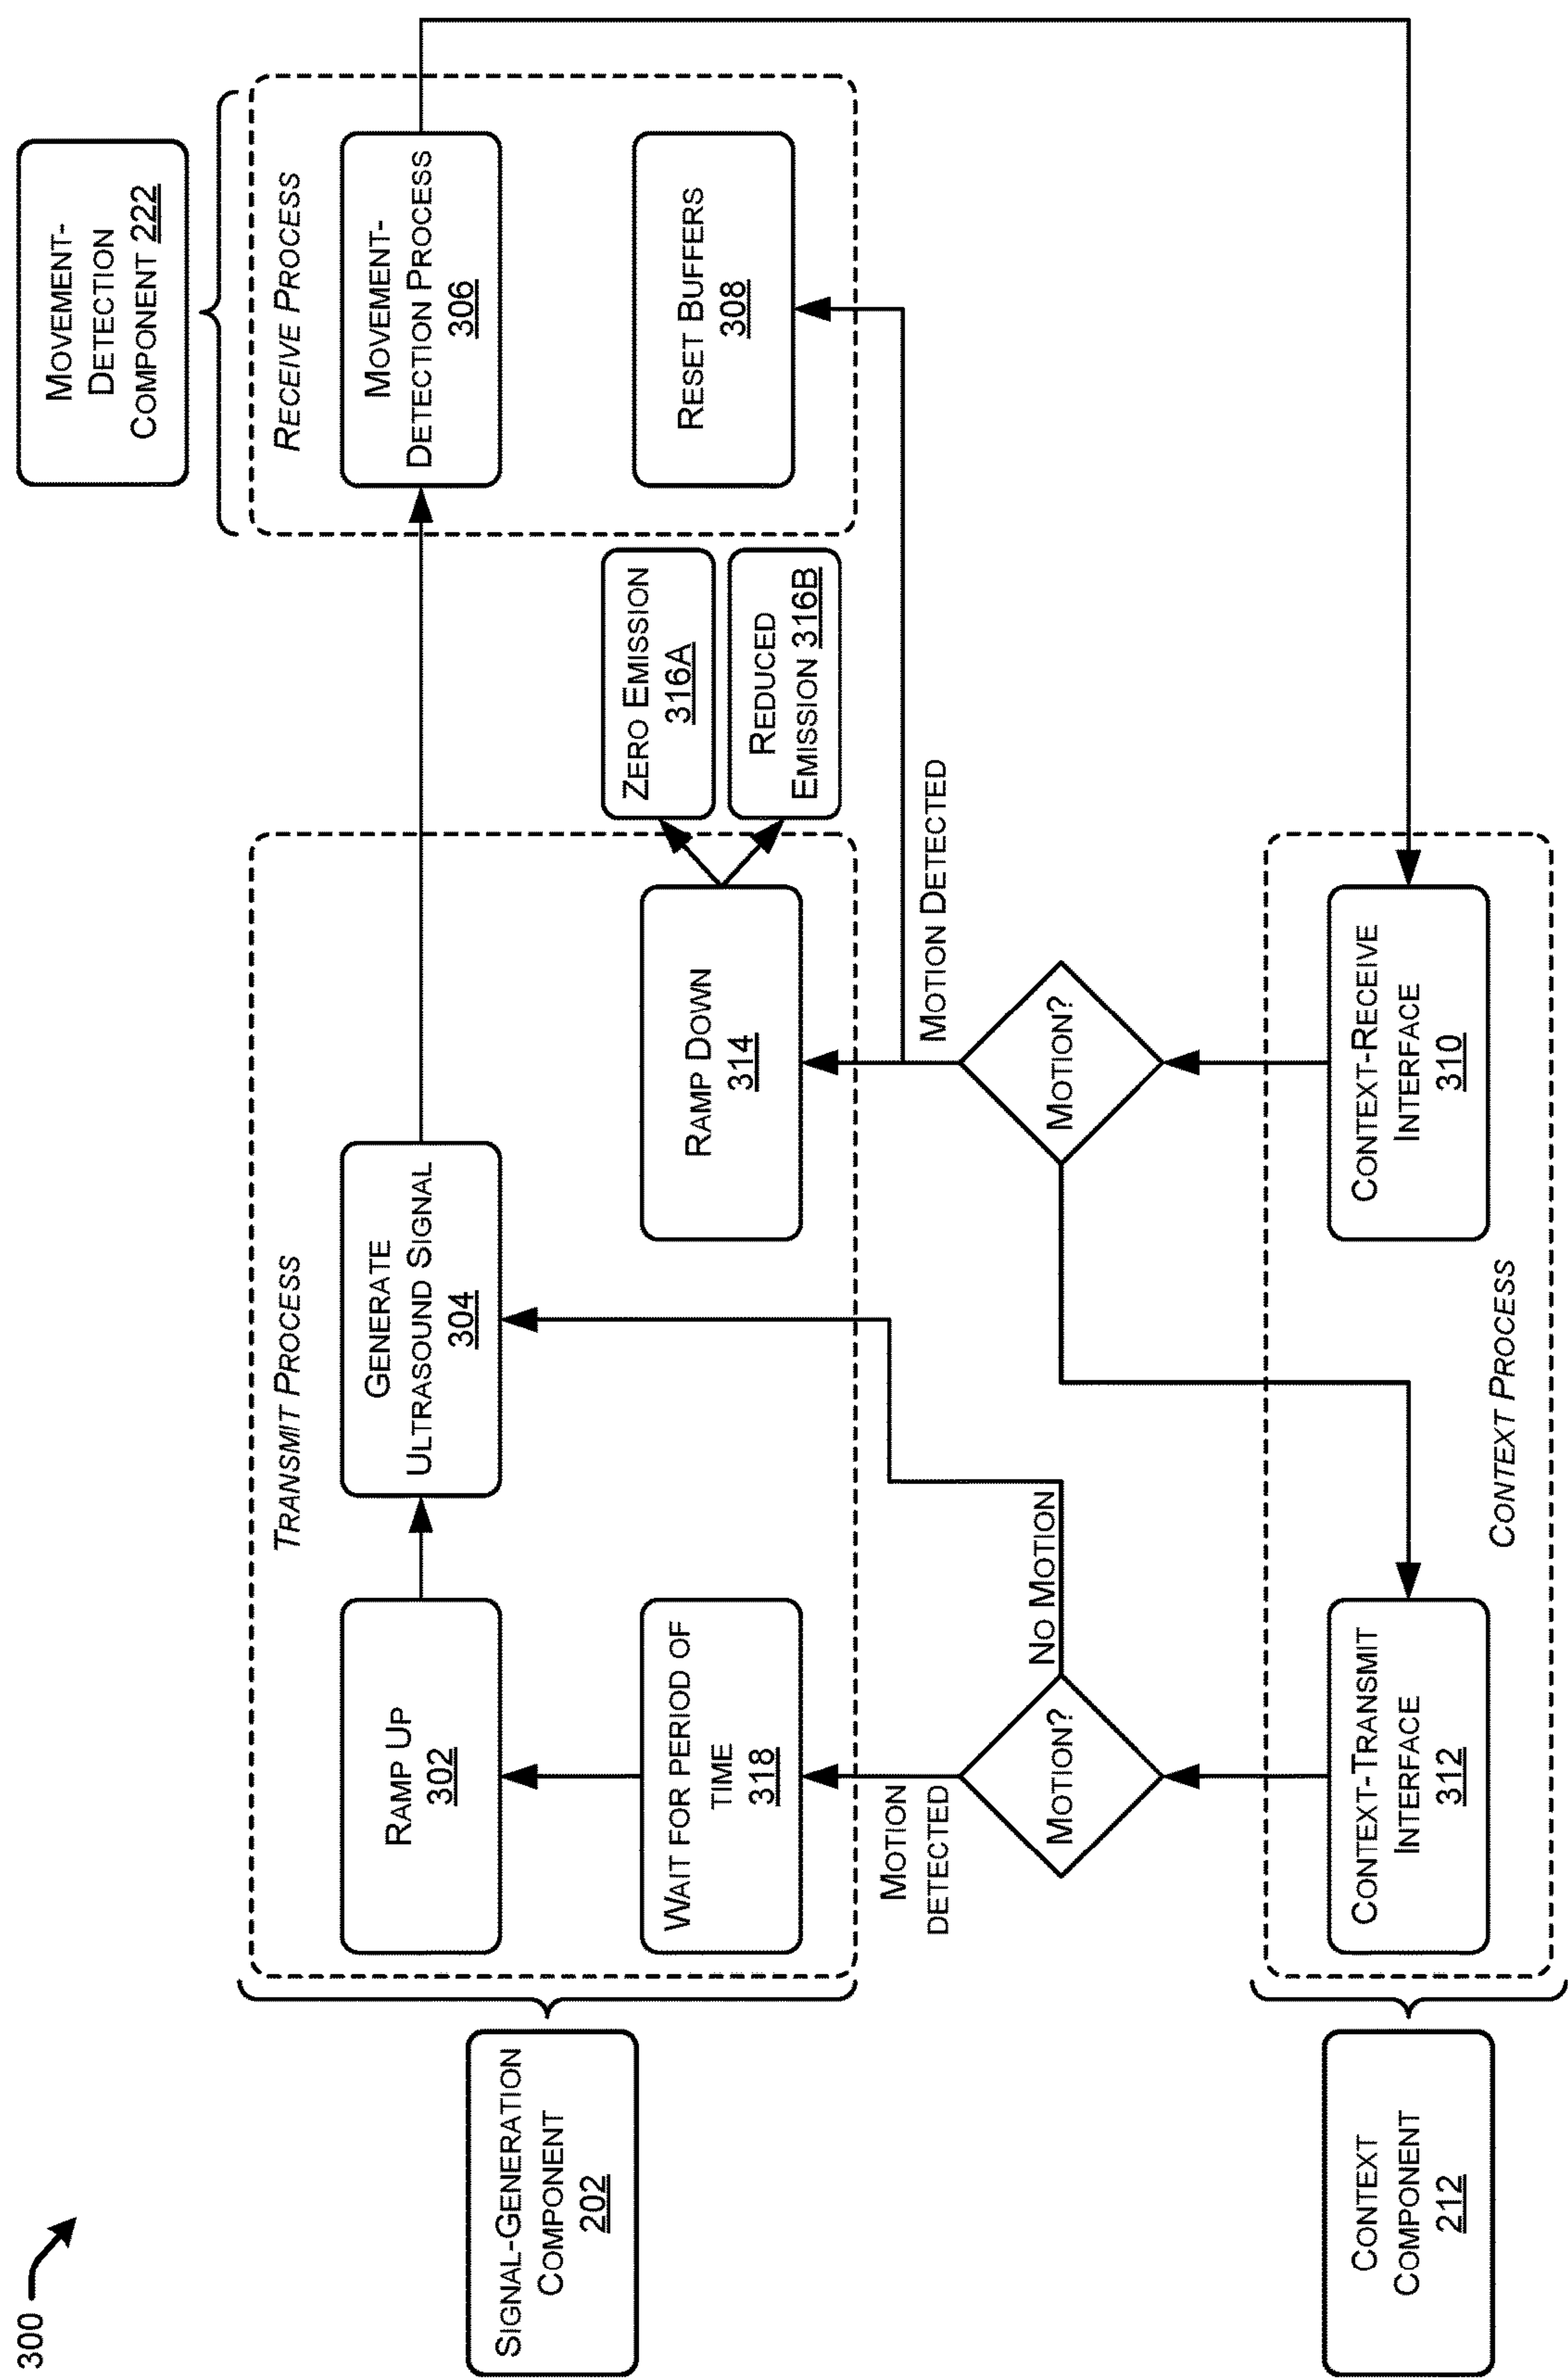 300
MOVEMENT-
DETECTION
COMPONENT 222
SIGNAL-GENERATION
COMPONENT
202
TRANSMIT PROCESS
RECEIVE PROCESS
RAMP UP
302
GENERATE
ULTRASOUND SIGNAL
304
MOVEMENT-
DETECTION PROCESS
306
WAIT FOR PERIOD OF
TIME
318
RAMP DOWN
314
ZERO EMISSION
316A
REDUCED
EMISSION 316B
RESET BUFFERS
308
MOTION
DETECTED
NO MOTION
MOTION DETECTED
MOTION?
MOTION?
CONTEXT
COMPONENT
212
CONTEXT-TRANSMIT
INTERFACE
312
CONTEXT-RECEIVE
INTERFACE
310
CONTEXT PROCESS